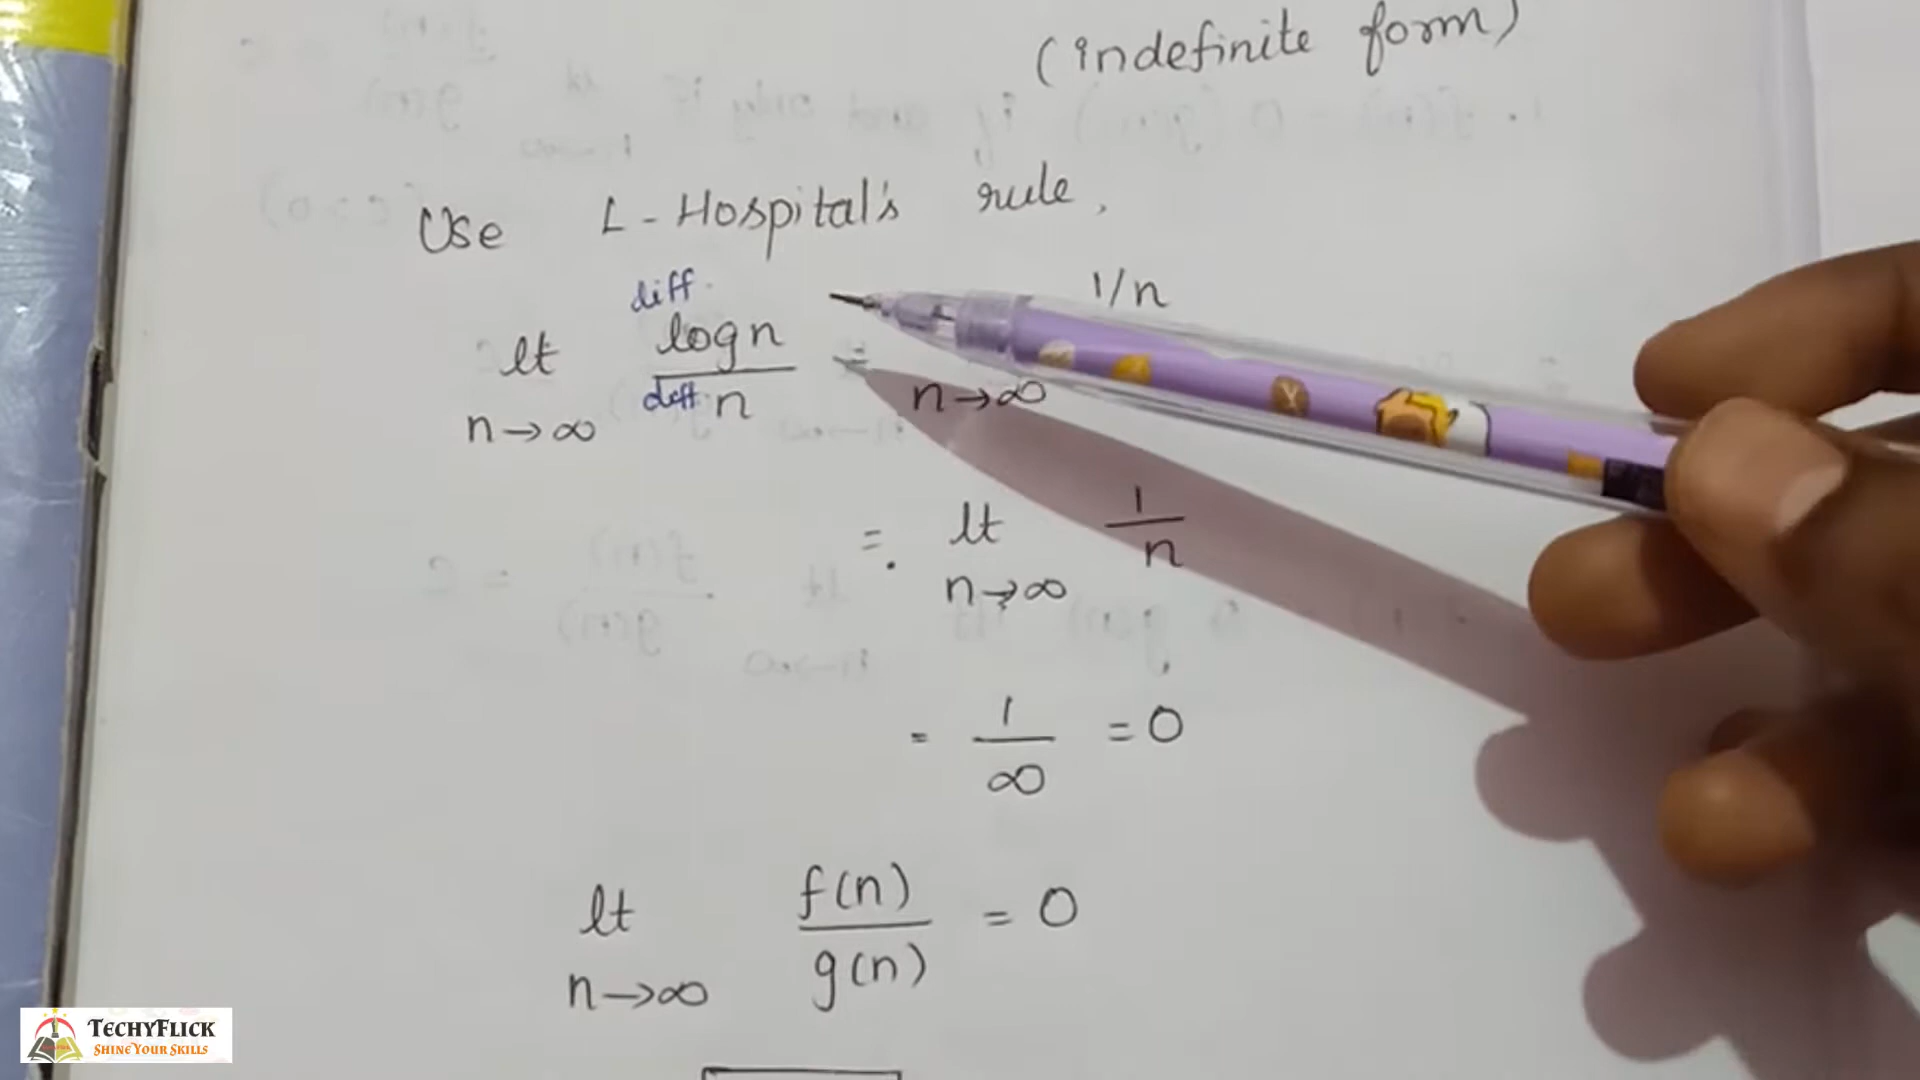 (indefinite form)
Use L-Hospital's rule,
diff.
lt log n = 1/n
diff n
n→∞ n→∞
= lt 1
n→∞ n
= 1 = 0
∞
lt f(n) = 0
n→∞ g(n)
TECHYFLICK
SHINE YOUR SKILLS